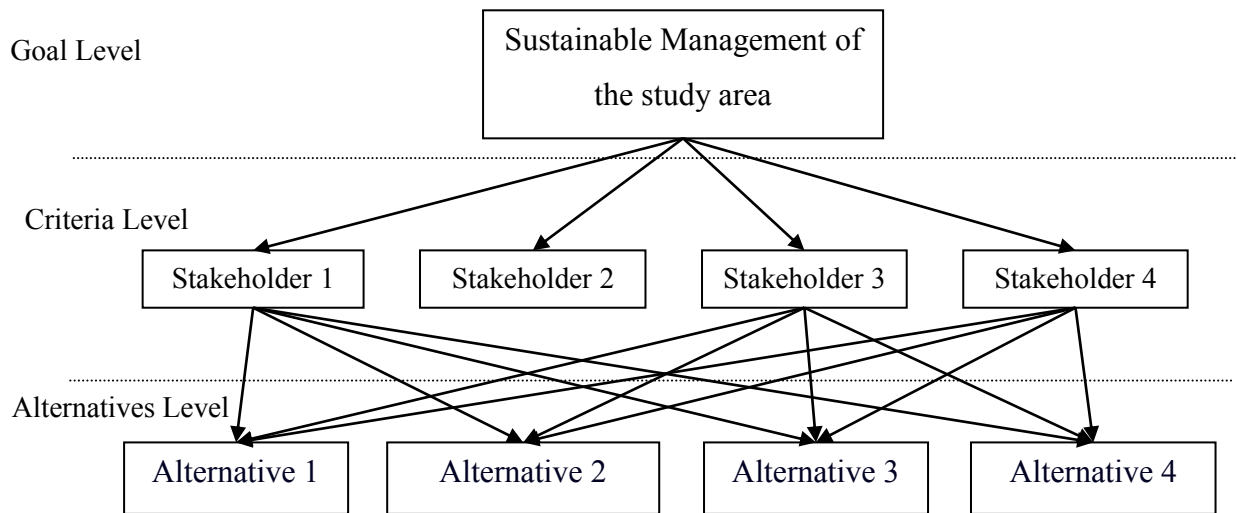 Goal Level
Sustainable Management of
the study area
Criteria Level
Stakeholder 1
Stakeholder 2
Stakeholder 3
Stakeholder 4
Alternatives Level
Alternative 1
Alternative 2
Alternative 3
Alternative 4